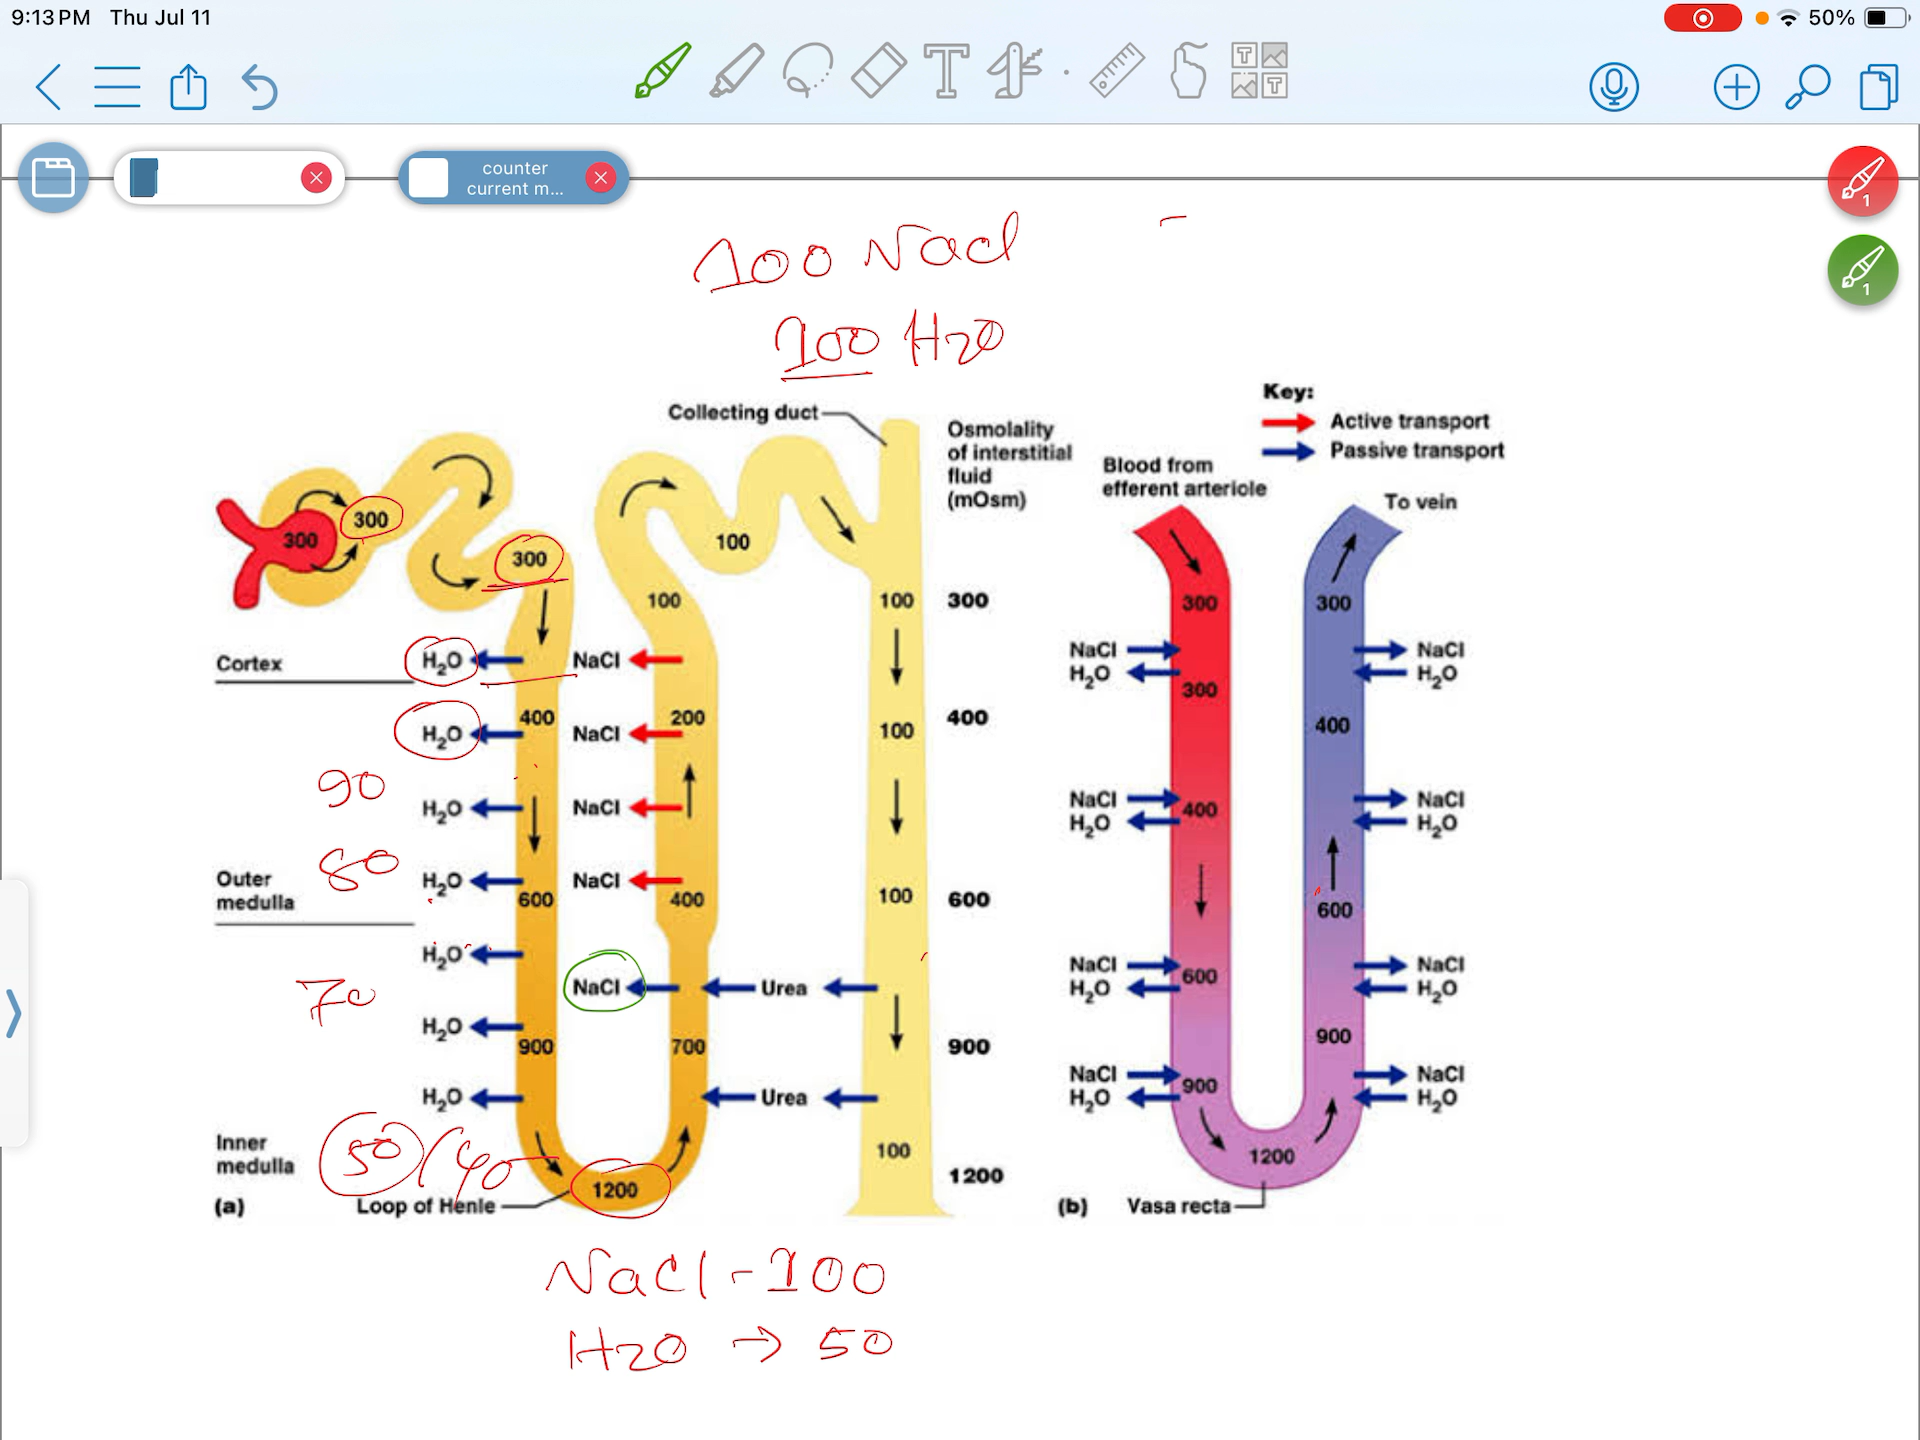 9:13 PM Thu Jul 11
50%
counter
current m...
1
1
100 Nacl
100 H2O
Key:
Active transport
Passive transport
Collecting duct
Osmolality
of interstitial
fluid
(mOsm)
Blood from
efferent arteriole
To vein
300
300
300
100
100
100
300
300
300
Cortex
H₂O
NaCl
NaCl
H₂O
NaCl
H₂O
300
400
200
400
400
H₂O
NaCl
100
90
H₂O
NaCl
NaCl
H₂O
400
NaCl
H₂O
80
Outer
medulla
H₂O
NaCl
600
400
100
600
600
H₂O
70
NaCl
Urea
NaCl
H₂O
600
NaCl
H₂O
H₂O
900
700
900
900
H₂O
Urea
NaCl
H₂O
900
NaCl
H₂O
Inner
medulla
50/40
1200
100
1200
1200
(a)
Loop of Henle
(b)
Vasa recta
NaCl - 100
H2O → 50